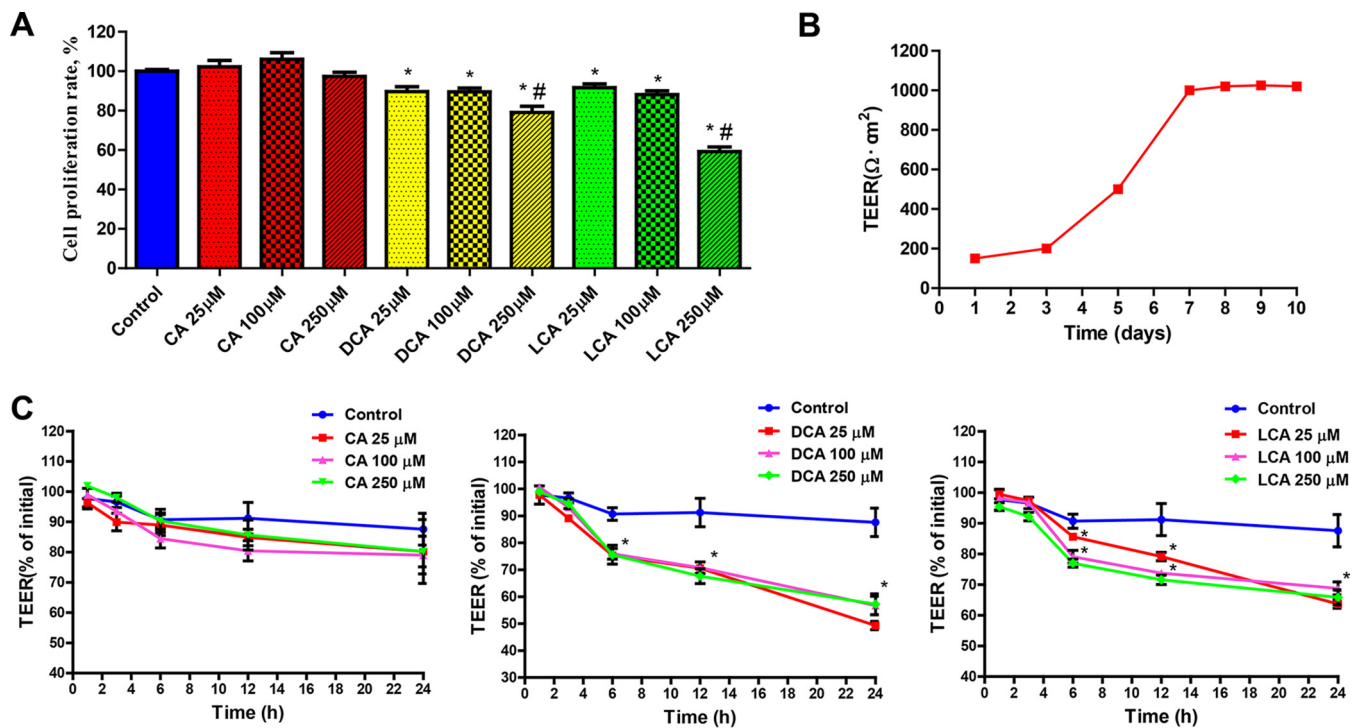 A
Cell proliferation rate, %
120
100
80
60
40
20
0
*
*
* #
*
*
* #
Control
CA 25μM
CA 100μM
CA 250μM
DCA 25μM
DCA 100μM
DCA 250μM
LCA 25μM
LCA 100μM
LCA 250μM
B
TEER(Ω· cm²)
1200
1000
800
600
400
200
0
0 1 2 3 4 5 6 7 8 9 10
Time (days)
C
Control
CA 25 μM
CA 100 μM
CA 250 μM
TEER(% of initial)
120
110
100
90
80
70
60
50
40
0 2 4 6 8 10 12 14 16 18 20 22 24
Time (h)
Control
DCA 25 μM
DCA 100 μM
DCA 250 μM
TEER (% of initial)
120
110
100
90
80
70
60
50
40
30
*
*
*
0 2 4 6 8 10 12 14 16 18 20 22 24
Time (h)
Control
LCA 25 μM
LCA 100 μM
LCA 250 μM
TEER (% of initial)
120
110
100
90
80
70
60
50
40
*
*
*
*
*
0 2 4 6 8 10 12 14 16 18 20 22 24
Time (h)